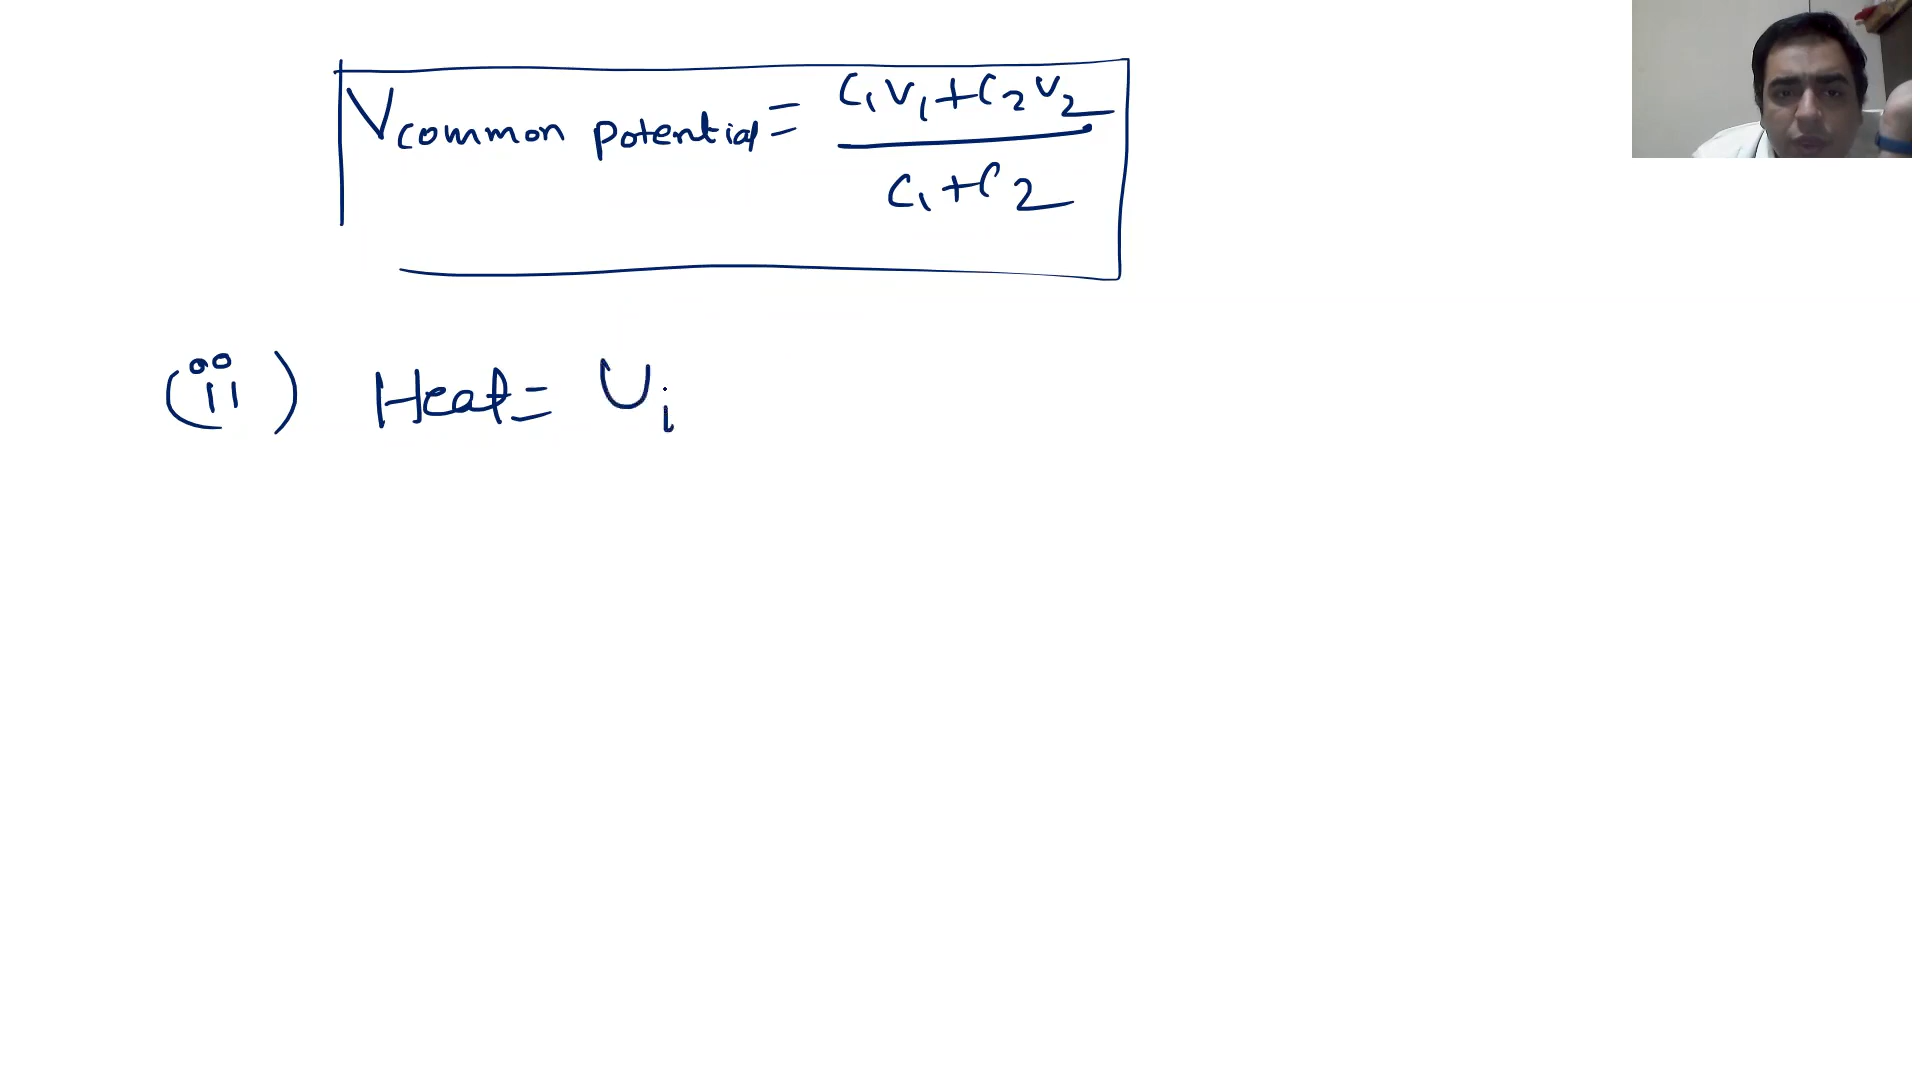 V common potential = C₁V₁+C₂V₂
C₁+C₂
(ii) Heat = Ui